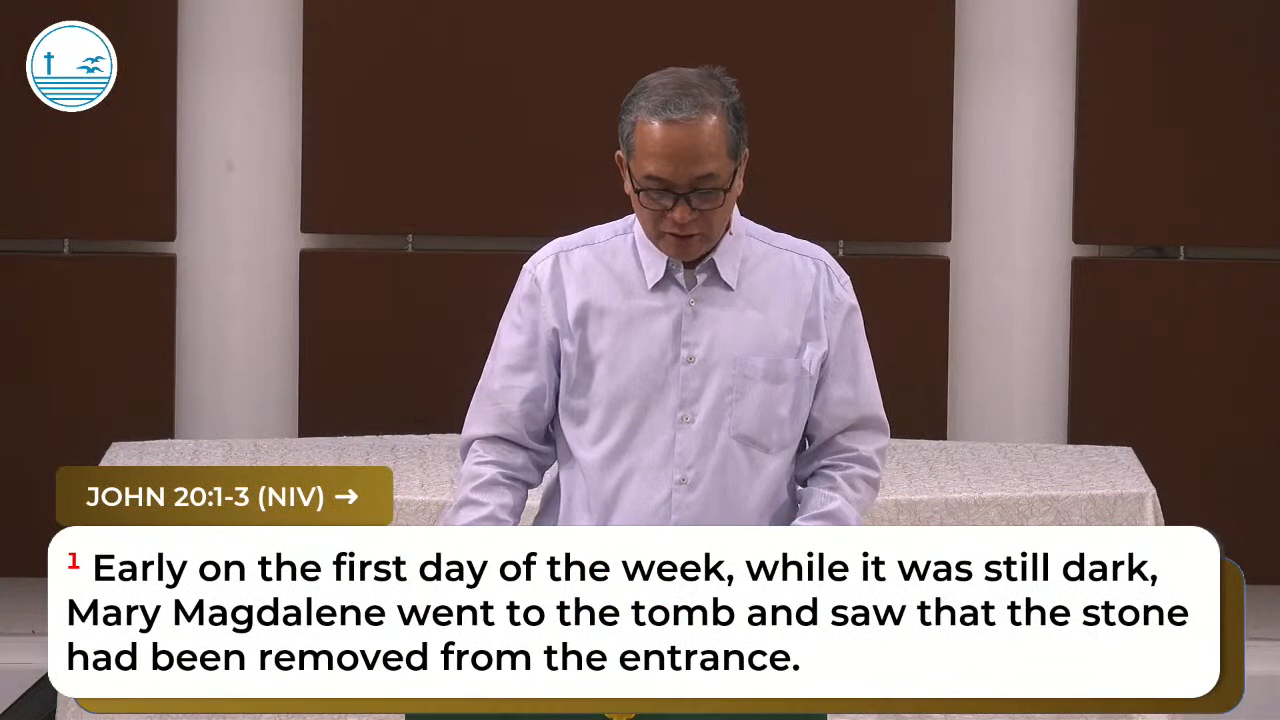 JOHN 20:1-3 (NIV) →
1 Early on the first day of the week, while it was still dark,
Mary Magdalene went to the tomb and saw that the stone
had been removed from the entrance.